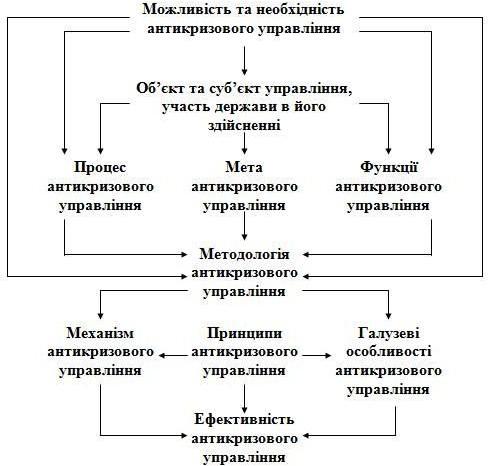 Можливість та необхідність
антикризового управління
Об’єкт та суб’єкт управління,
участь держави в його
здійсненні
Процес
антикризового
управління
Мета
антикризового
управління
Функції
антикризового
управління
Методологія
антикризового
управління
Механізм
антикризового
управління
Принципи
антикризового
управління
Галузеві
особливості
антикризового
управління
Ефективність
антикризового
управління